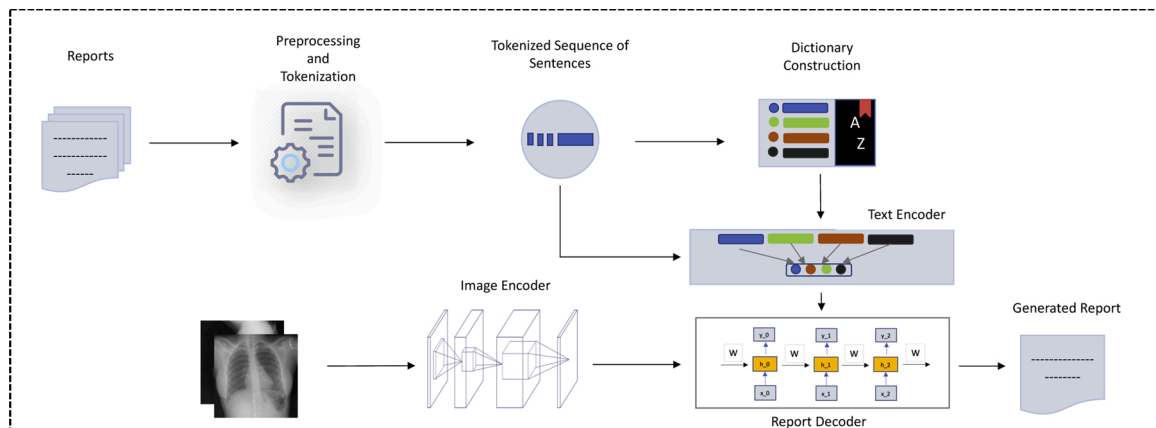 Reports
Preprocessing
and
Tokenization
Tokenized Sequence of
Sentences
Dictionary
Construction
A
Z
Text Encoder
Image Encoder
Generated Report
y_0
y_1
y_2
W
W
W
W
h_0
h_1
h_2
x_0
x_1
x_2
Report Decoder